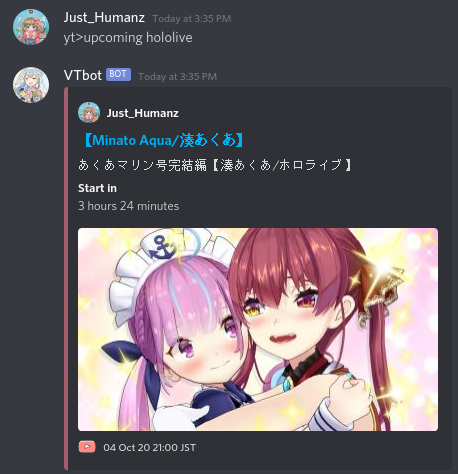 Just_Humanz Today at 3:35 PM
yt>upcoming hololive
VTbot BOT Today at 3:35 PM
Just_Humanz
【Minato Aqua/湊あくあ】
あくあマリン号完結編【湊あくあ/ホロライブ】
Start in
3 hours 24 minutes
04 Oct 20 21:00 JST